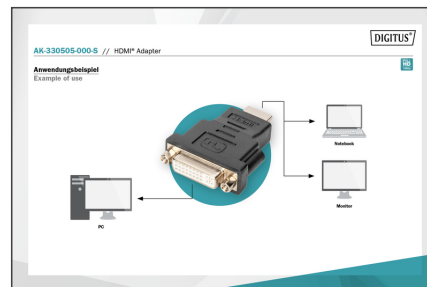 DIGITUS®
AK-330505-000-S // HDMI® Adapter
Anwendungsbeispiel
Example of use
HD
Notebook
Monitor
PC